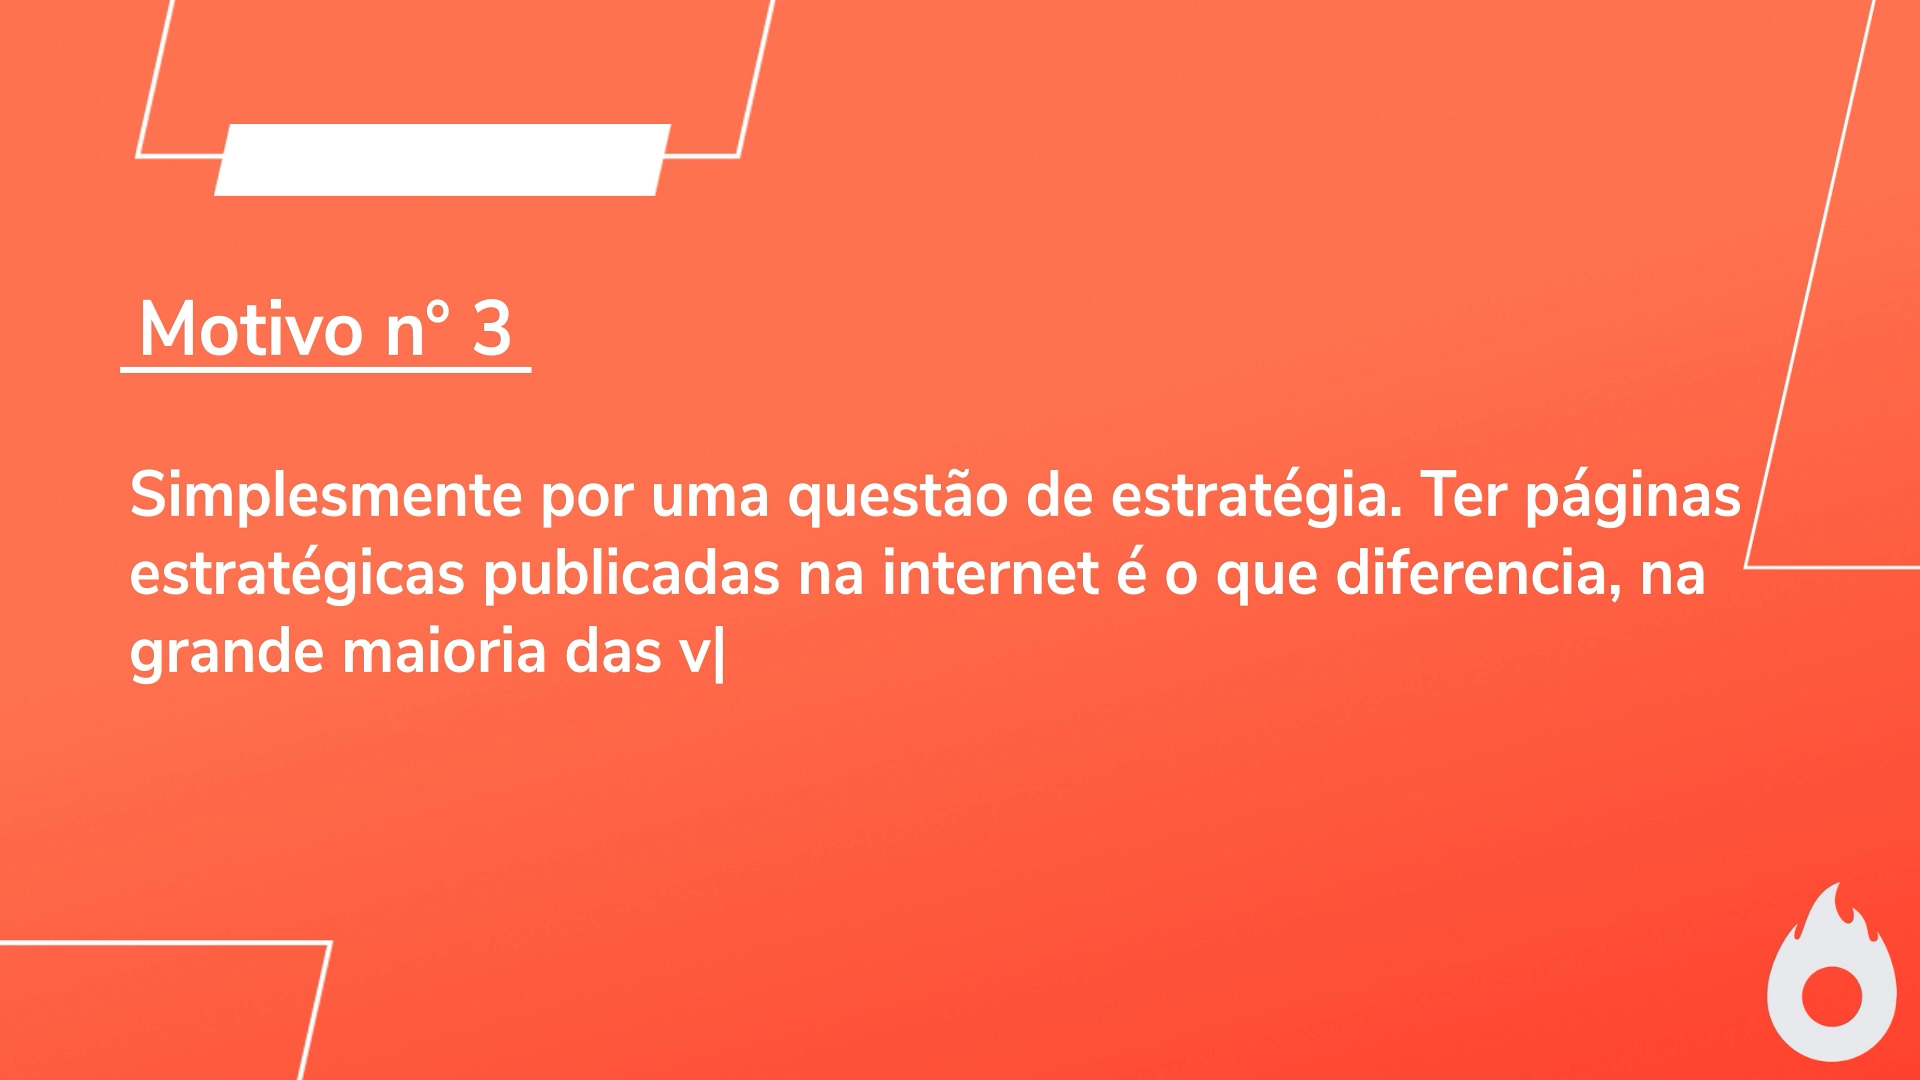 Motivo nº 3
Simplesmente por uma questão de estratégia. Ter páginas
estratégicas publicadas na internet é o que diferencia, na
grande maioria das v|